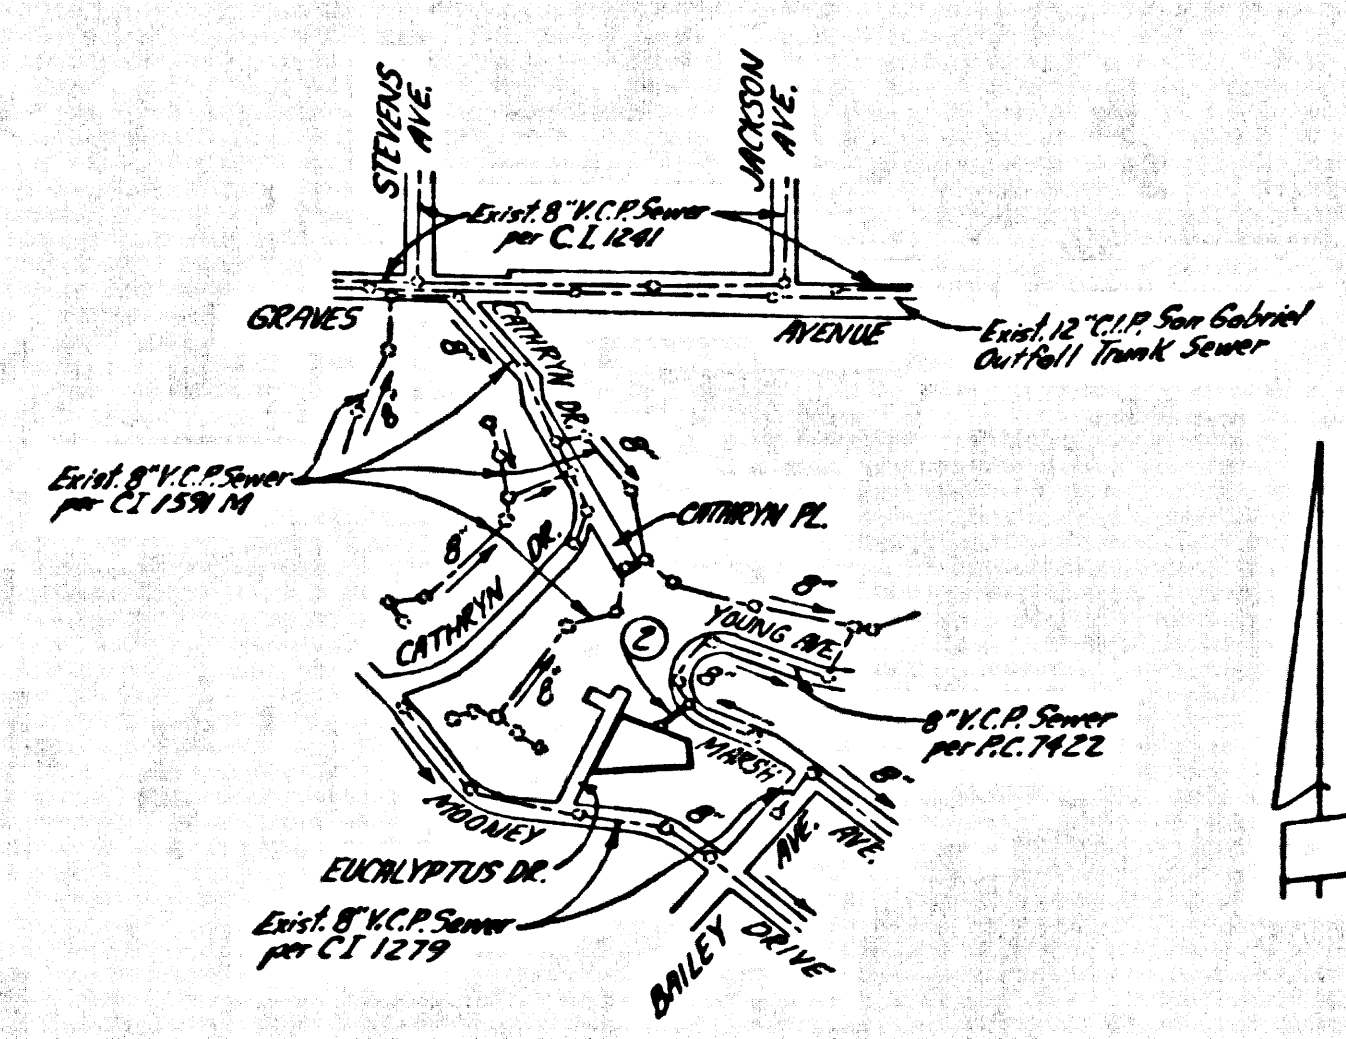 STEVENS
AVE.
JACKSON
AVE.
Exist. 8" V.C.P. Sewer
per C.I. 1241
GRAVES
AVENUE
Exist. 12" C.I.P. San Gabriel
Outfall Trunk Sewer
CATHRYN DR.
8"
8"
8"
Exist. 8" V.C.P. Sewer
per CI 1591 M
CATHRYN PL.
8"
CATHRYN DR.
8"
8"
2
YOUNG AVE.
8"
8" V.C.P. Sewer
per P.C. 7422
MARSH AVE.
8"
8"
MOONEY DRIVE
EUCALYPTUS DR.
Exist. 8" V.C.P. Sewer
per CI 1279
BAILEY AVE.